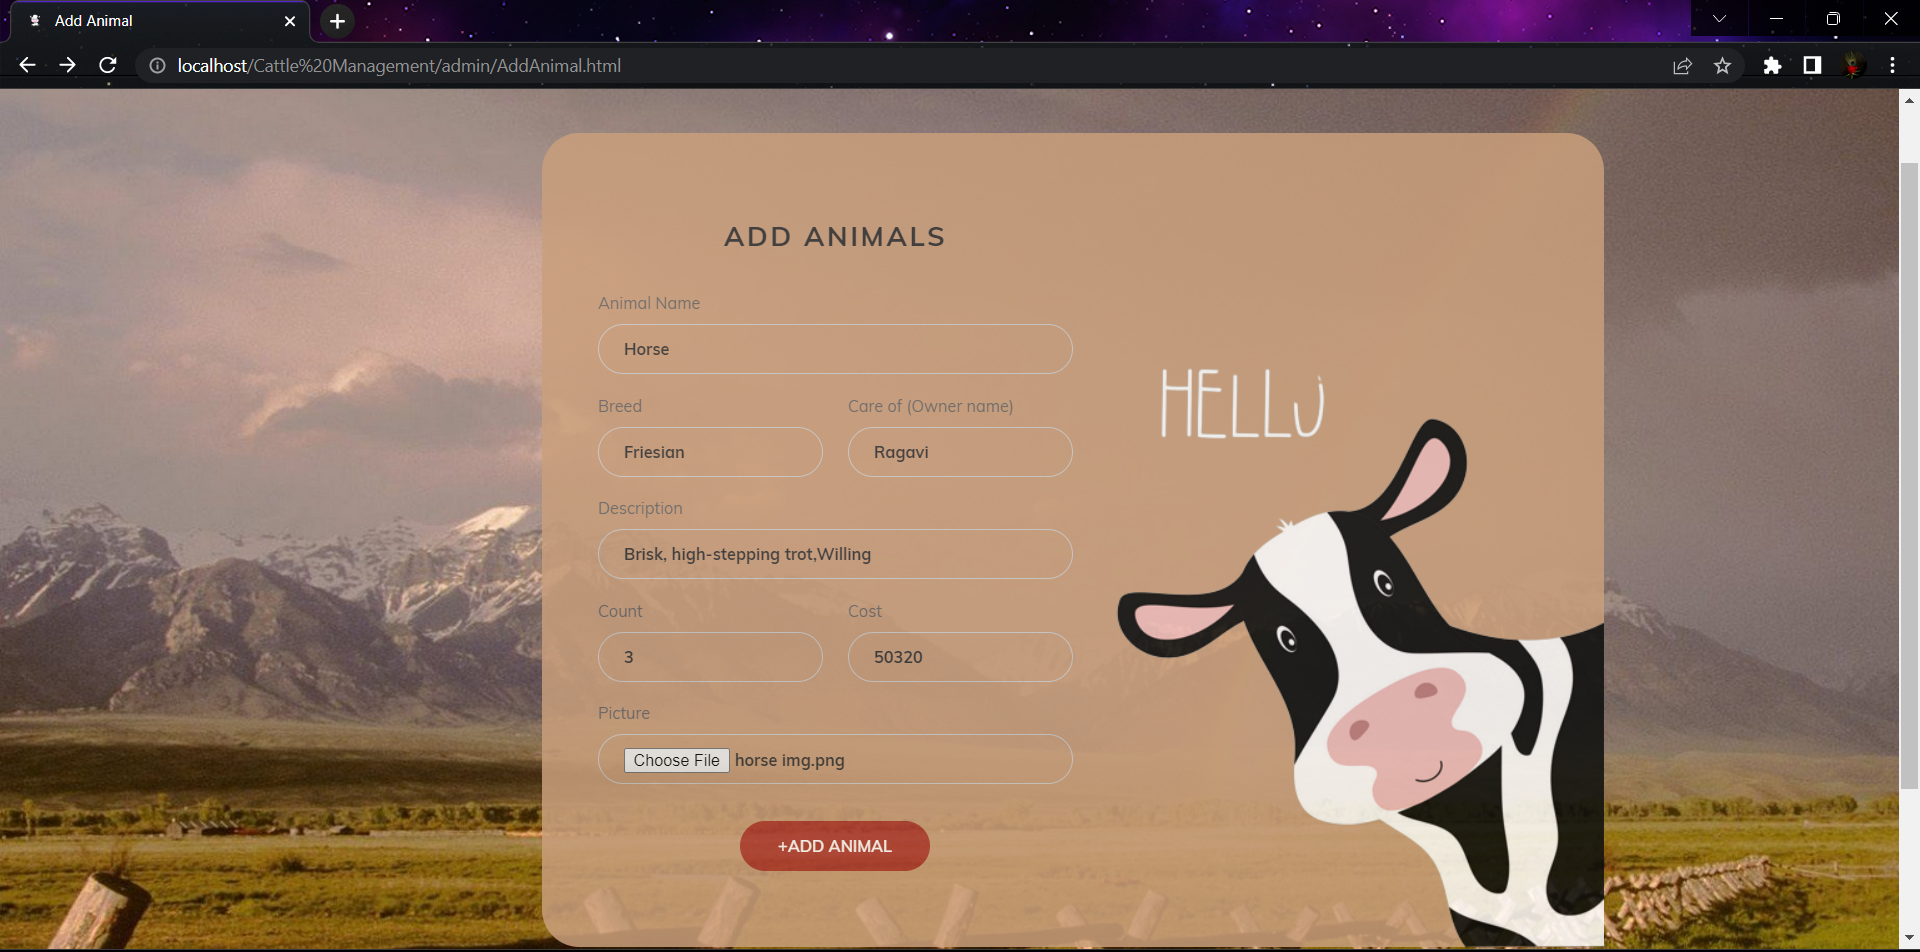 Add Animal
localhost/Cattle%20Management/admin/AddAnimal.html
ADD ANIMALS
Animal Name
Horse
Breed Care of (Owner name)
Friesian Ragavi
Description
Brisk, high-stepping trot,Willing
Count Cost
3 50320
Picture
Choose File horse img.png
+ADD ANIMAL
HELLO